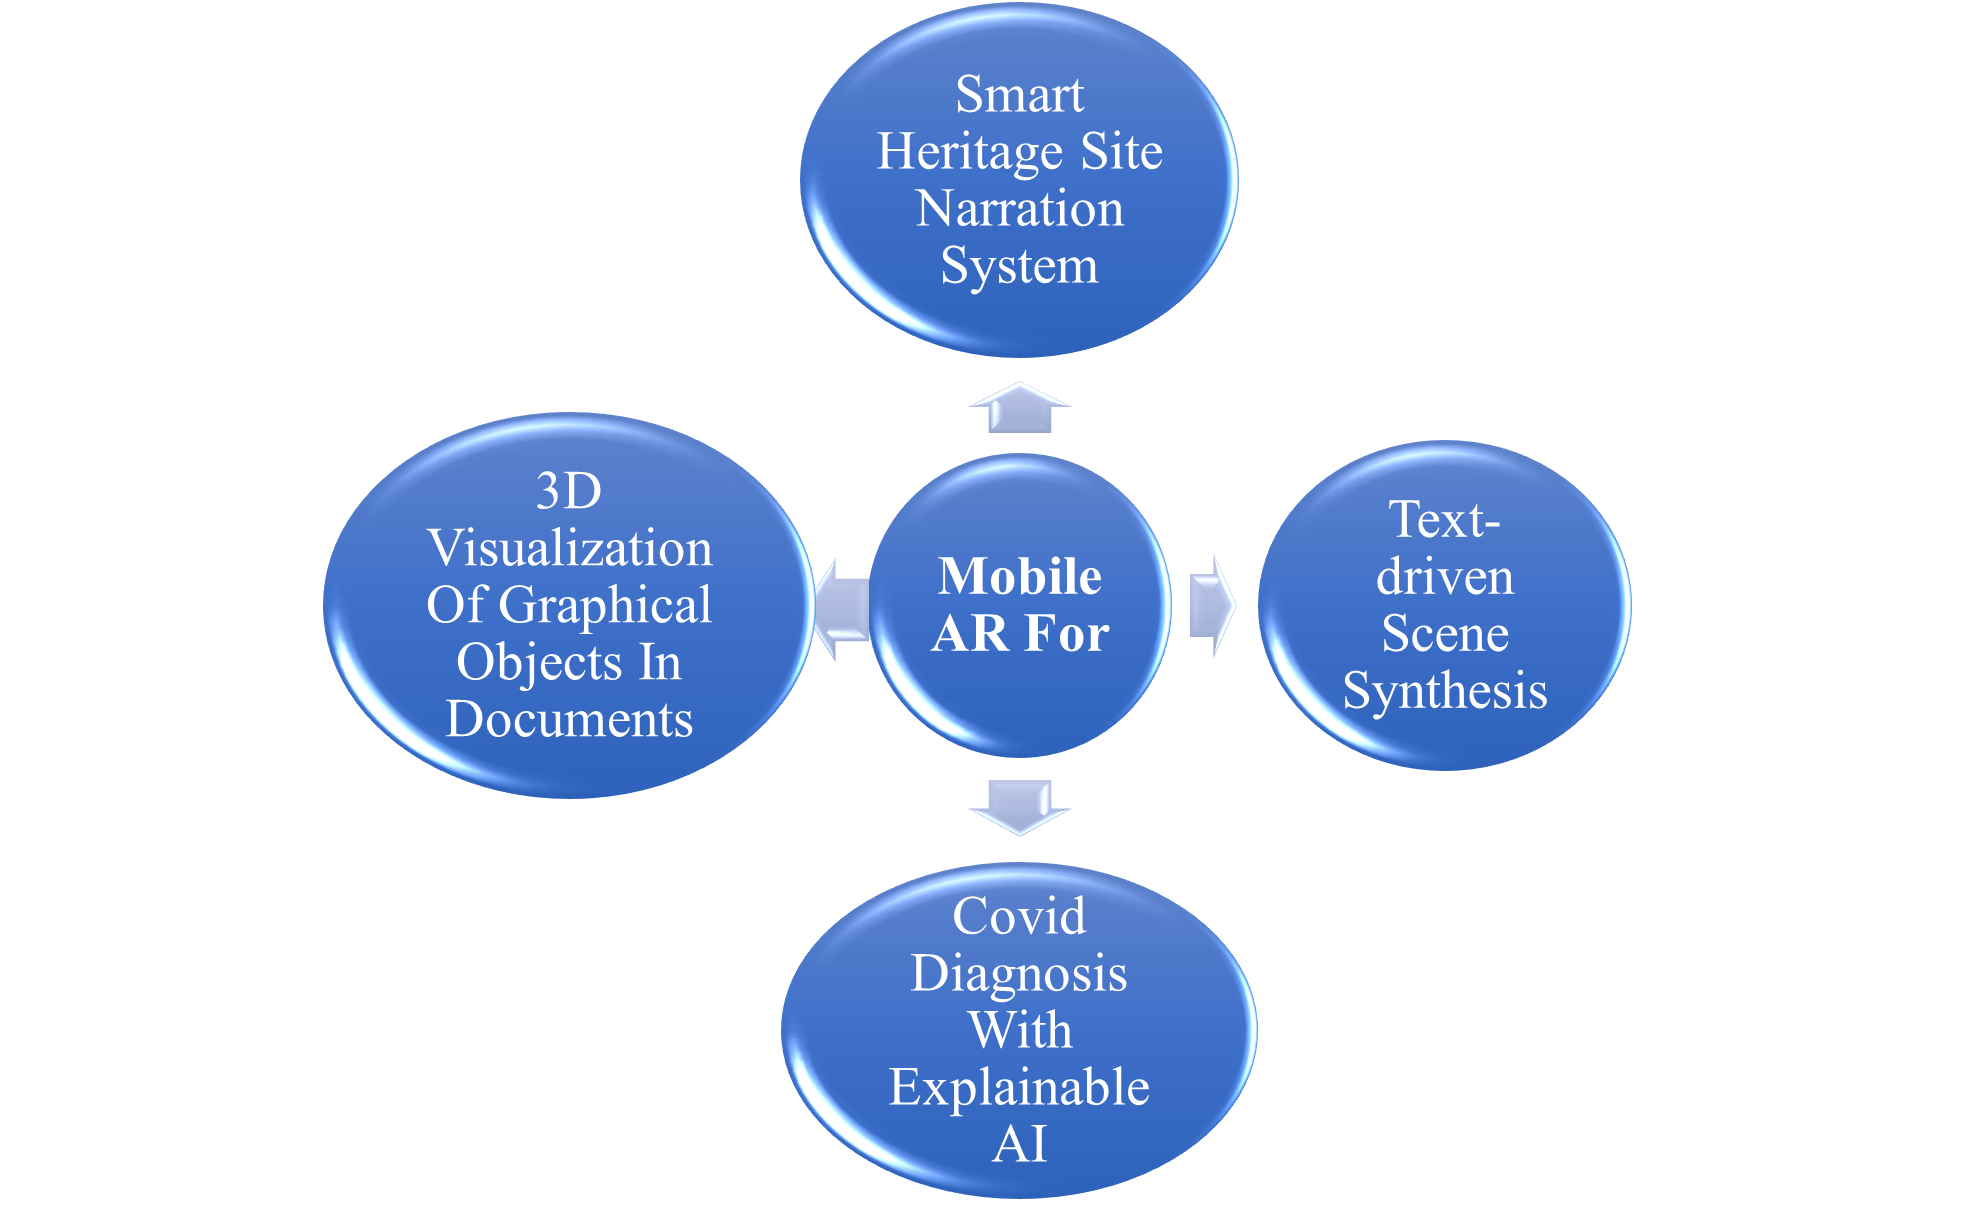 Smart
Heritage Site
Narration
System
3D
Visualization
Of Graphical
Objects In
Documents
Mobile
AR For
Text-
driven
Scene
Synthesis
Covid
Diagnosis
With
Explainable
AI